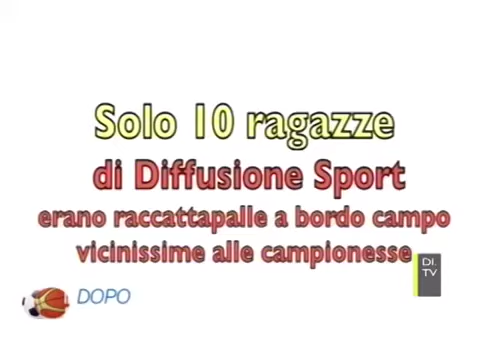 Solo 10 ragazze
di Diffusione Sport
erano raccattapalle a bordo campo
vicinissime alle campionesse
DI.
TV
DOPO